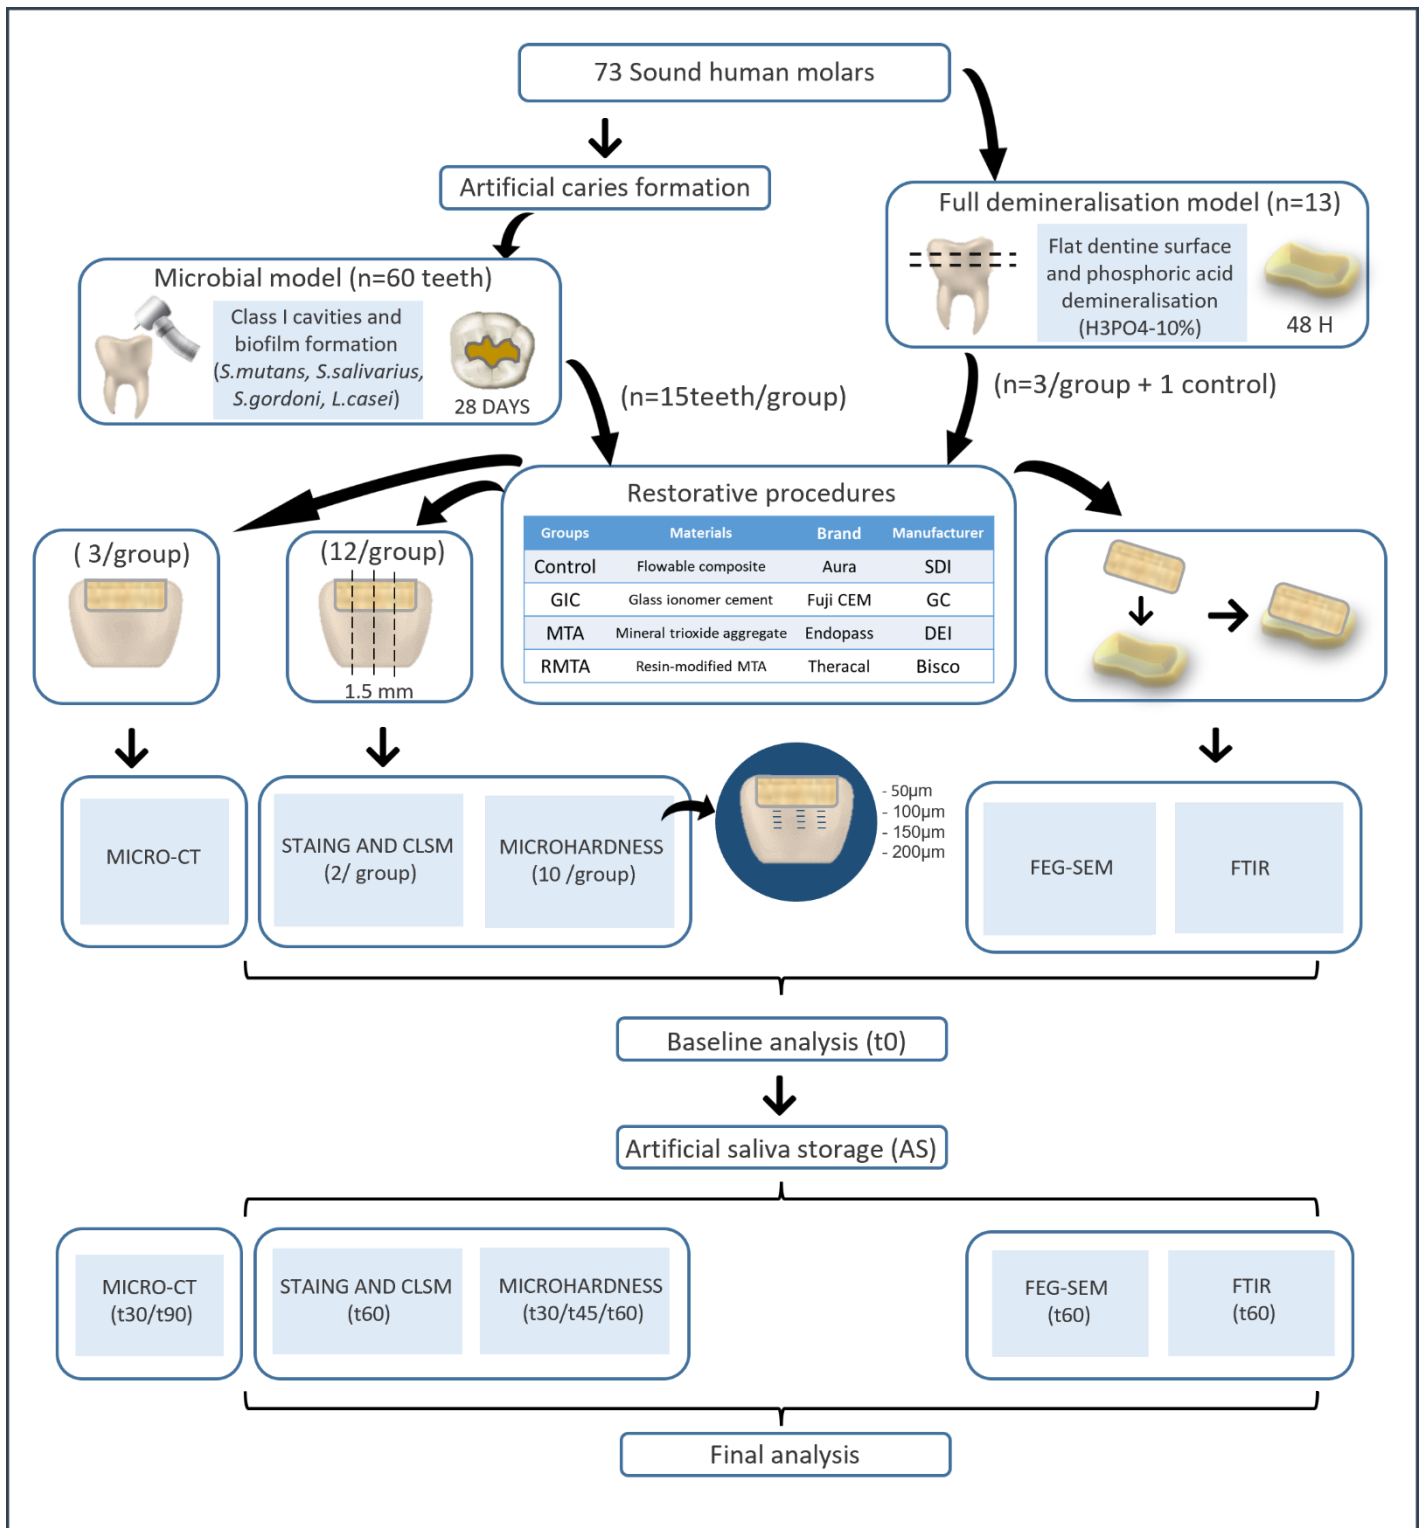 73 Sound human molars
Artificial caries formation
Full demineralisation model (n=13)
Flat dentine surface
and phosphoric acid
demineralisation
(H3PO4-10%)
48 H
Microbial model (n=60 teeth)
Class I cavities and
biofilm formation
(S.mutans, S.salivarius,
S.gordoni, L.casei)
28 DAYS
(n=15teeth/group)
(n=3/group + 1 control)
Restorative procedures
Groups Materials Brand Manufacturer
Control Flowable composite Aura SDI
GIC Glass ionomer cement Fuji CEM GC
MTA Mineral trioxide aggregate Endopass DEI
RMTA Resin-modified MTA Theracal Bisco
( 3/group)
(12/group)
1.5 mm
MICRO-CT
STAING AND CLSM
(2/ group)
MICROHARDNESS
(10 /group)
- 50µm
- 100µm
- 150µm
- 200µm
FEG-SEM
FTIR
Baseline analysis (t0)
Artificial saliva storage (AS)
MICRO-CT
(t30/t90)
STAING AND CLSM
(t60)
MICROHARDNESS
(t30/t45/t60)
FEG-SEM
(t60)
FTIR
(t60)
Final analysis